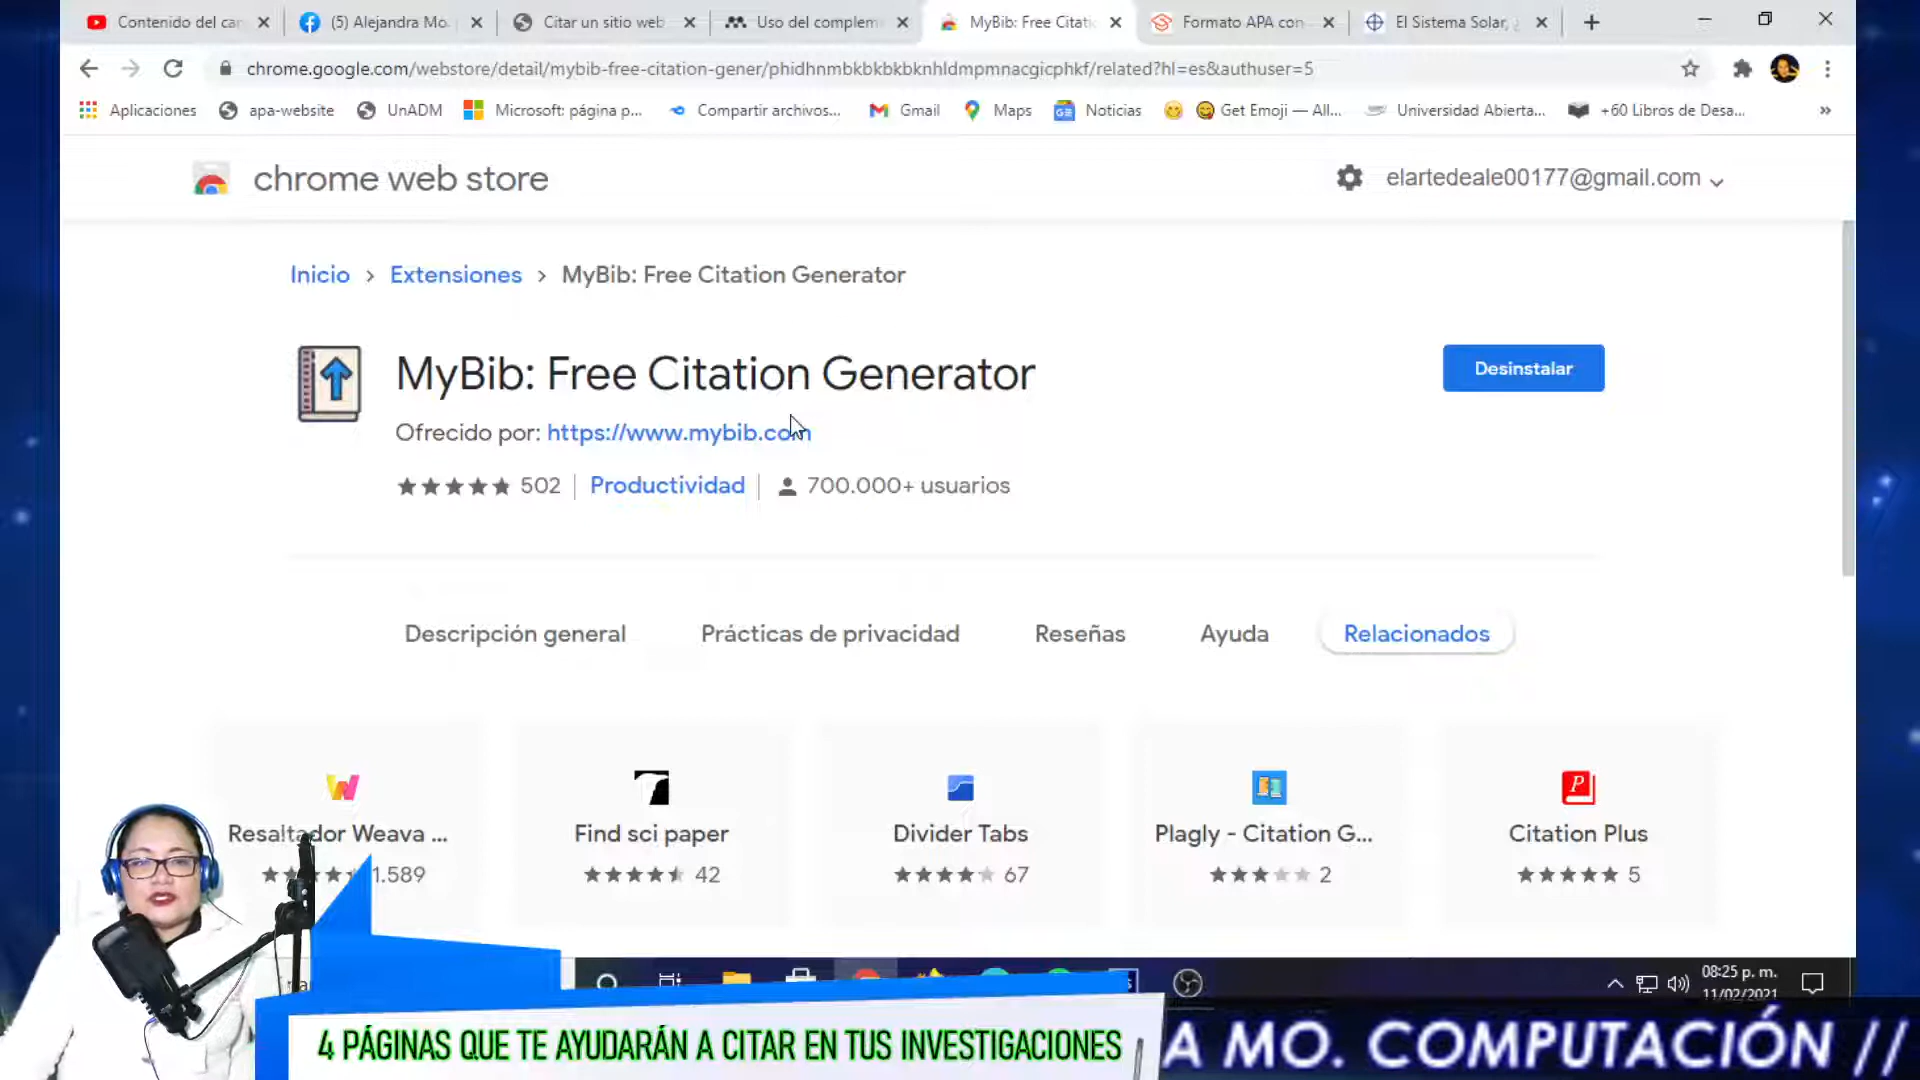 Contenido del ca
(5) Alejandra Mo.
Citar un sitio web
Uso del complem
MyBib: Free Citati
Formato APA con
El Sistema Solar,
chrome.google.com/webstore/detail/mybib-free-citation-gener/phidhnmbkbkbkbknhldmpmnacgicphkf/related?hl=es&authuser=5
Aplicaciones
apa-website
UnADM
Microsoft: página p...
Compartir archivos...
Gmail
Maps
Noticias
Get Emoji — All...
Universidad Abierta...
+60 Libros de Desa...
»
chrome web store
elartedeale00177@gmail.com
Inicio > Extensiones > MyBib: Free Citation Generator
MyBib: Free Citation Generator
Desinstalar
Ofrecido por: https://www.mybib.com
502 | Productividad | 700.000+ usuarios
Descripción general
Prácticas de privacidad
Reseñas
Ayuda
Relacionados
Resaltador Weava ...
Find sci paper
Divider Tabs
Plagly - Citation G...
Citation Plus
1.589
42
67
2
5
08:25 p. m.
11/02/2021
4 PÁGINAS QUE TE AYUDARÁN A CITAR EN TUS INVESTIGACIONES
A MO. COMPUTACIÓN //